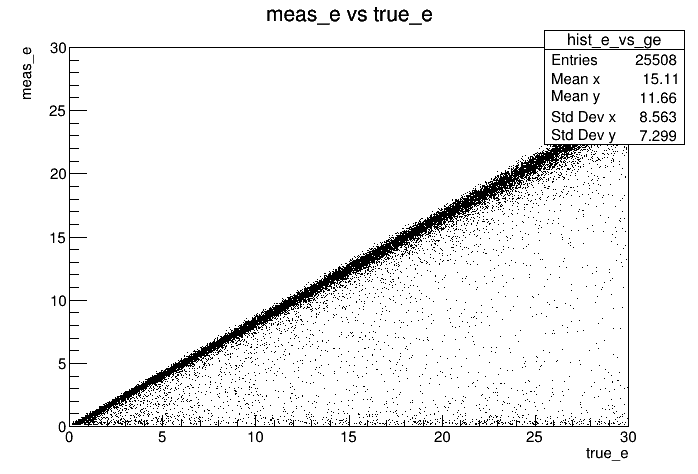 meas_e vs true_e
hist_e_vs_ge
Entries 25508
Mean x 15.11
Mean y 11.66
Std Dev x 8.563
Std Dev y 7.299
meas_e
30
25
20
15
10
5
0
0 5 10 15 20 25 30
true_e